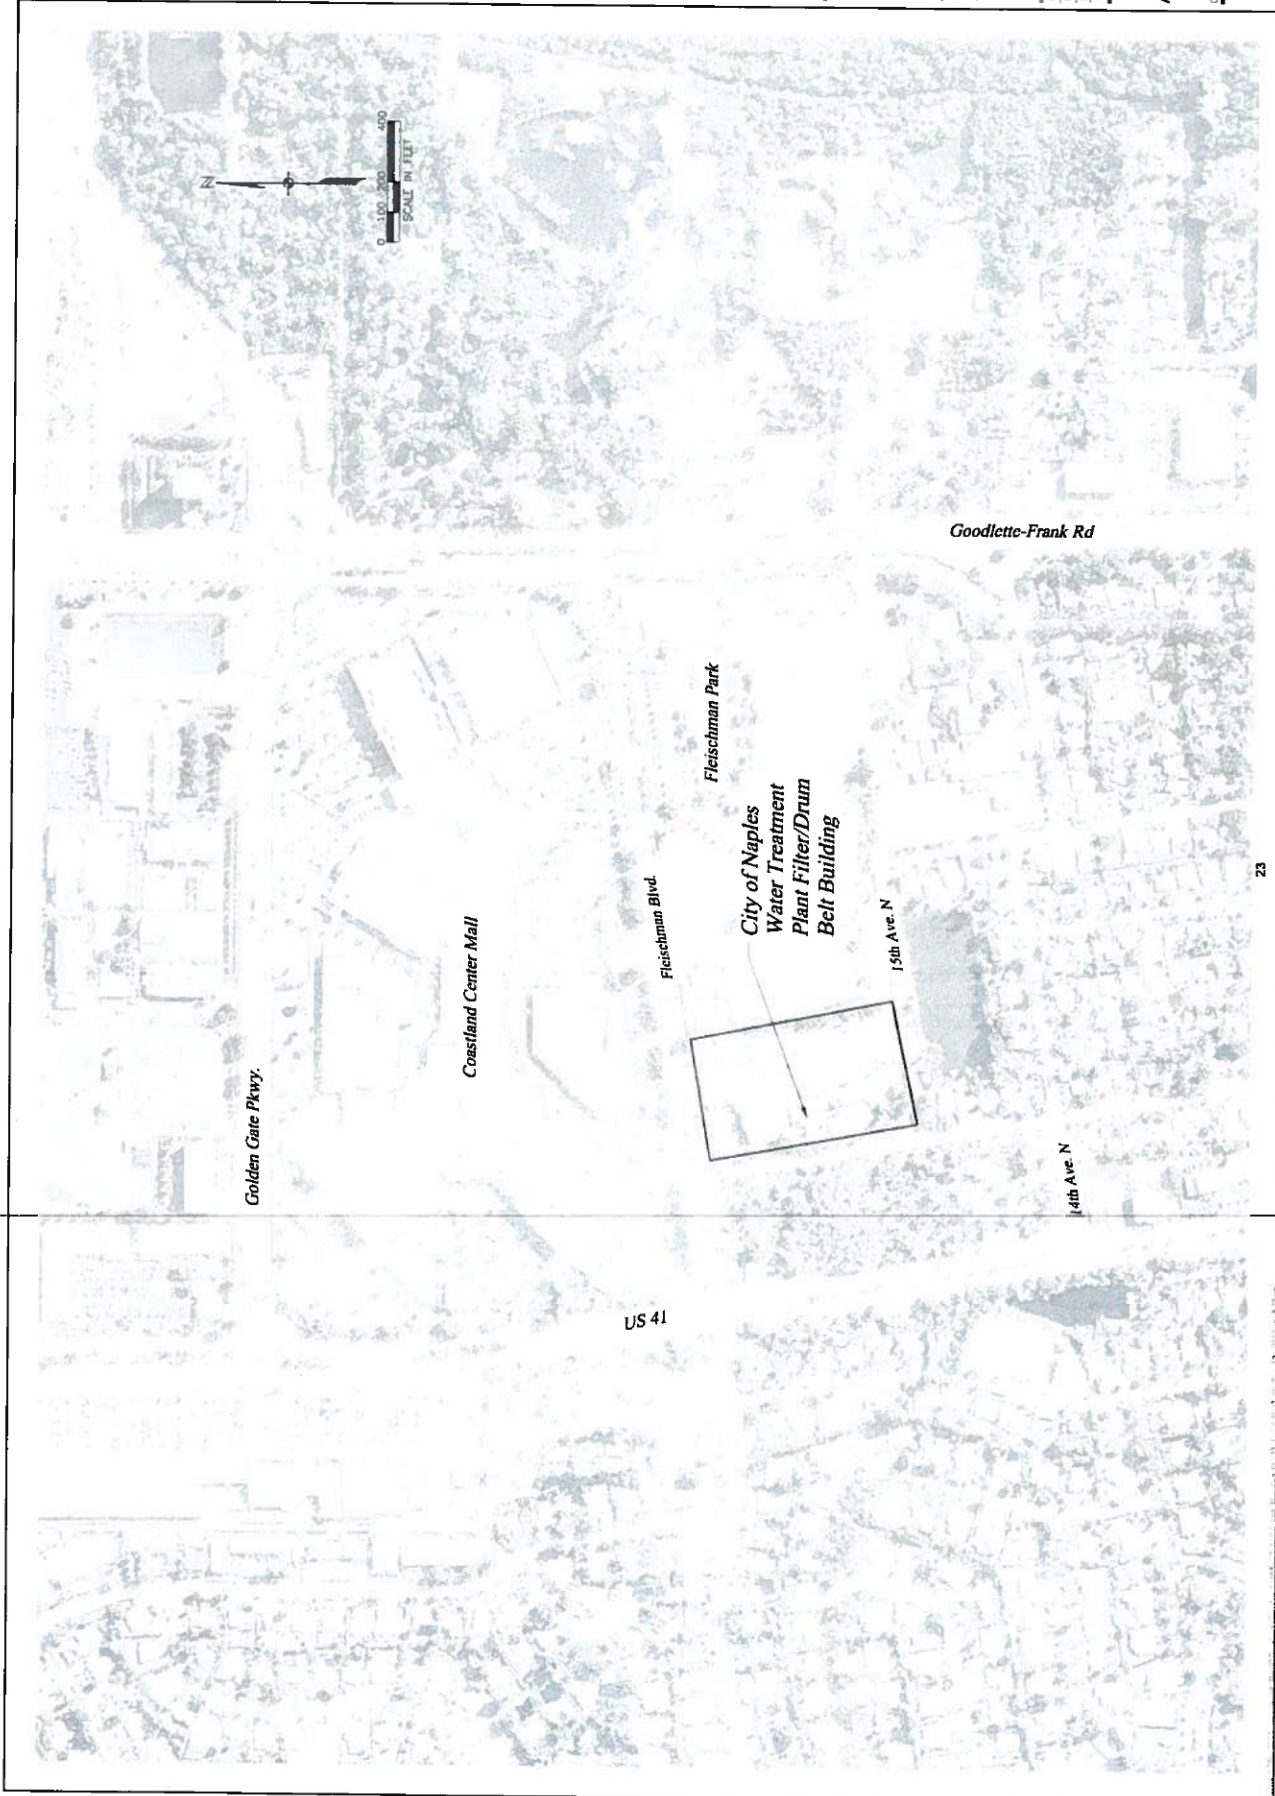 N
0 100 200 400
SCALE IN FEET
Goodlette-Frank Rd
Golden Gate Pkwy.
Coastland Center Mall
Fleischman Blvd.
Fleischman Park
City of Naples
Water Treatment
Plant Filter/Drum
Belt Building
15th Ave. N
14th Ave. N
US 41
23